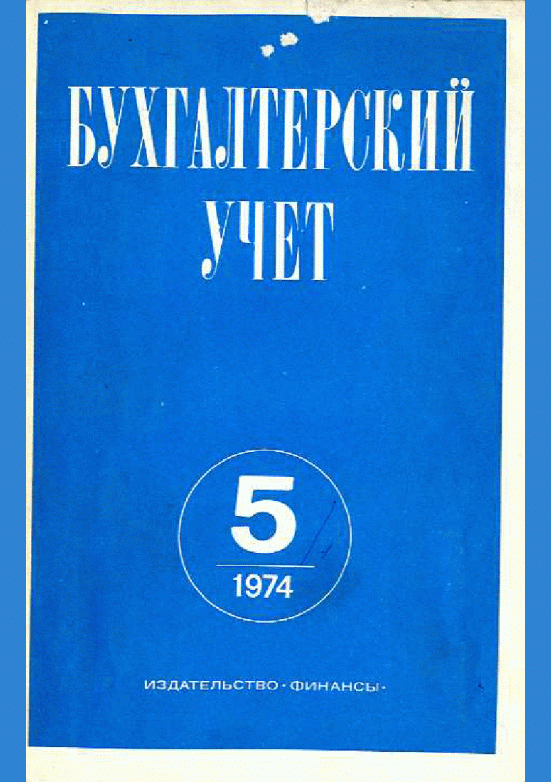 БУХГАЛТЕРСКИЙ
УЧЕТ
5
1974
ИЗДАТЕЛЬСТВО · ФИНАНСЫ ·